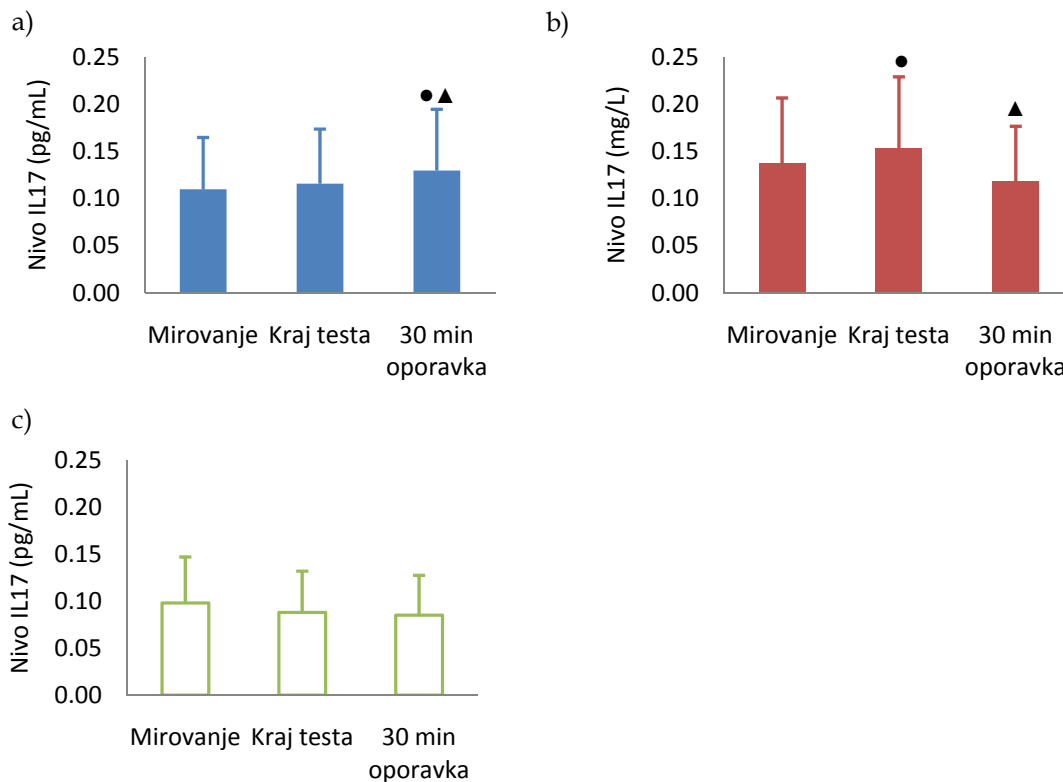 a)
Nivo IL17 (pg/mL)
0.25
0.20
0.15
0.10
0.05
0.00
●▲
Mirovanje Kraj testa 30 min
oporavka
b)
Nivo IL17 (mg/L)
0.25
0.20
0.15
0.10
0.05
0.00
●
▲
Mirovanje Kraj testa 30 min
oporavka
c)
Nivo IL17 (pg/mL)
0.25
0.20
0.15
0.10
0.05
0.00
Mirovanje Kraj testa 30 min
oporavka